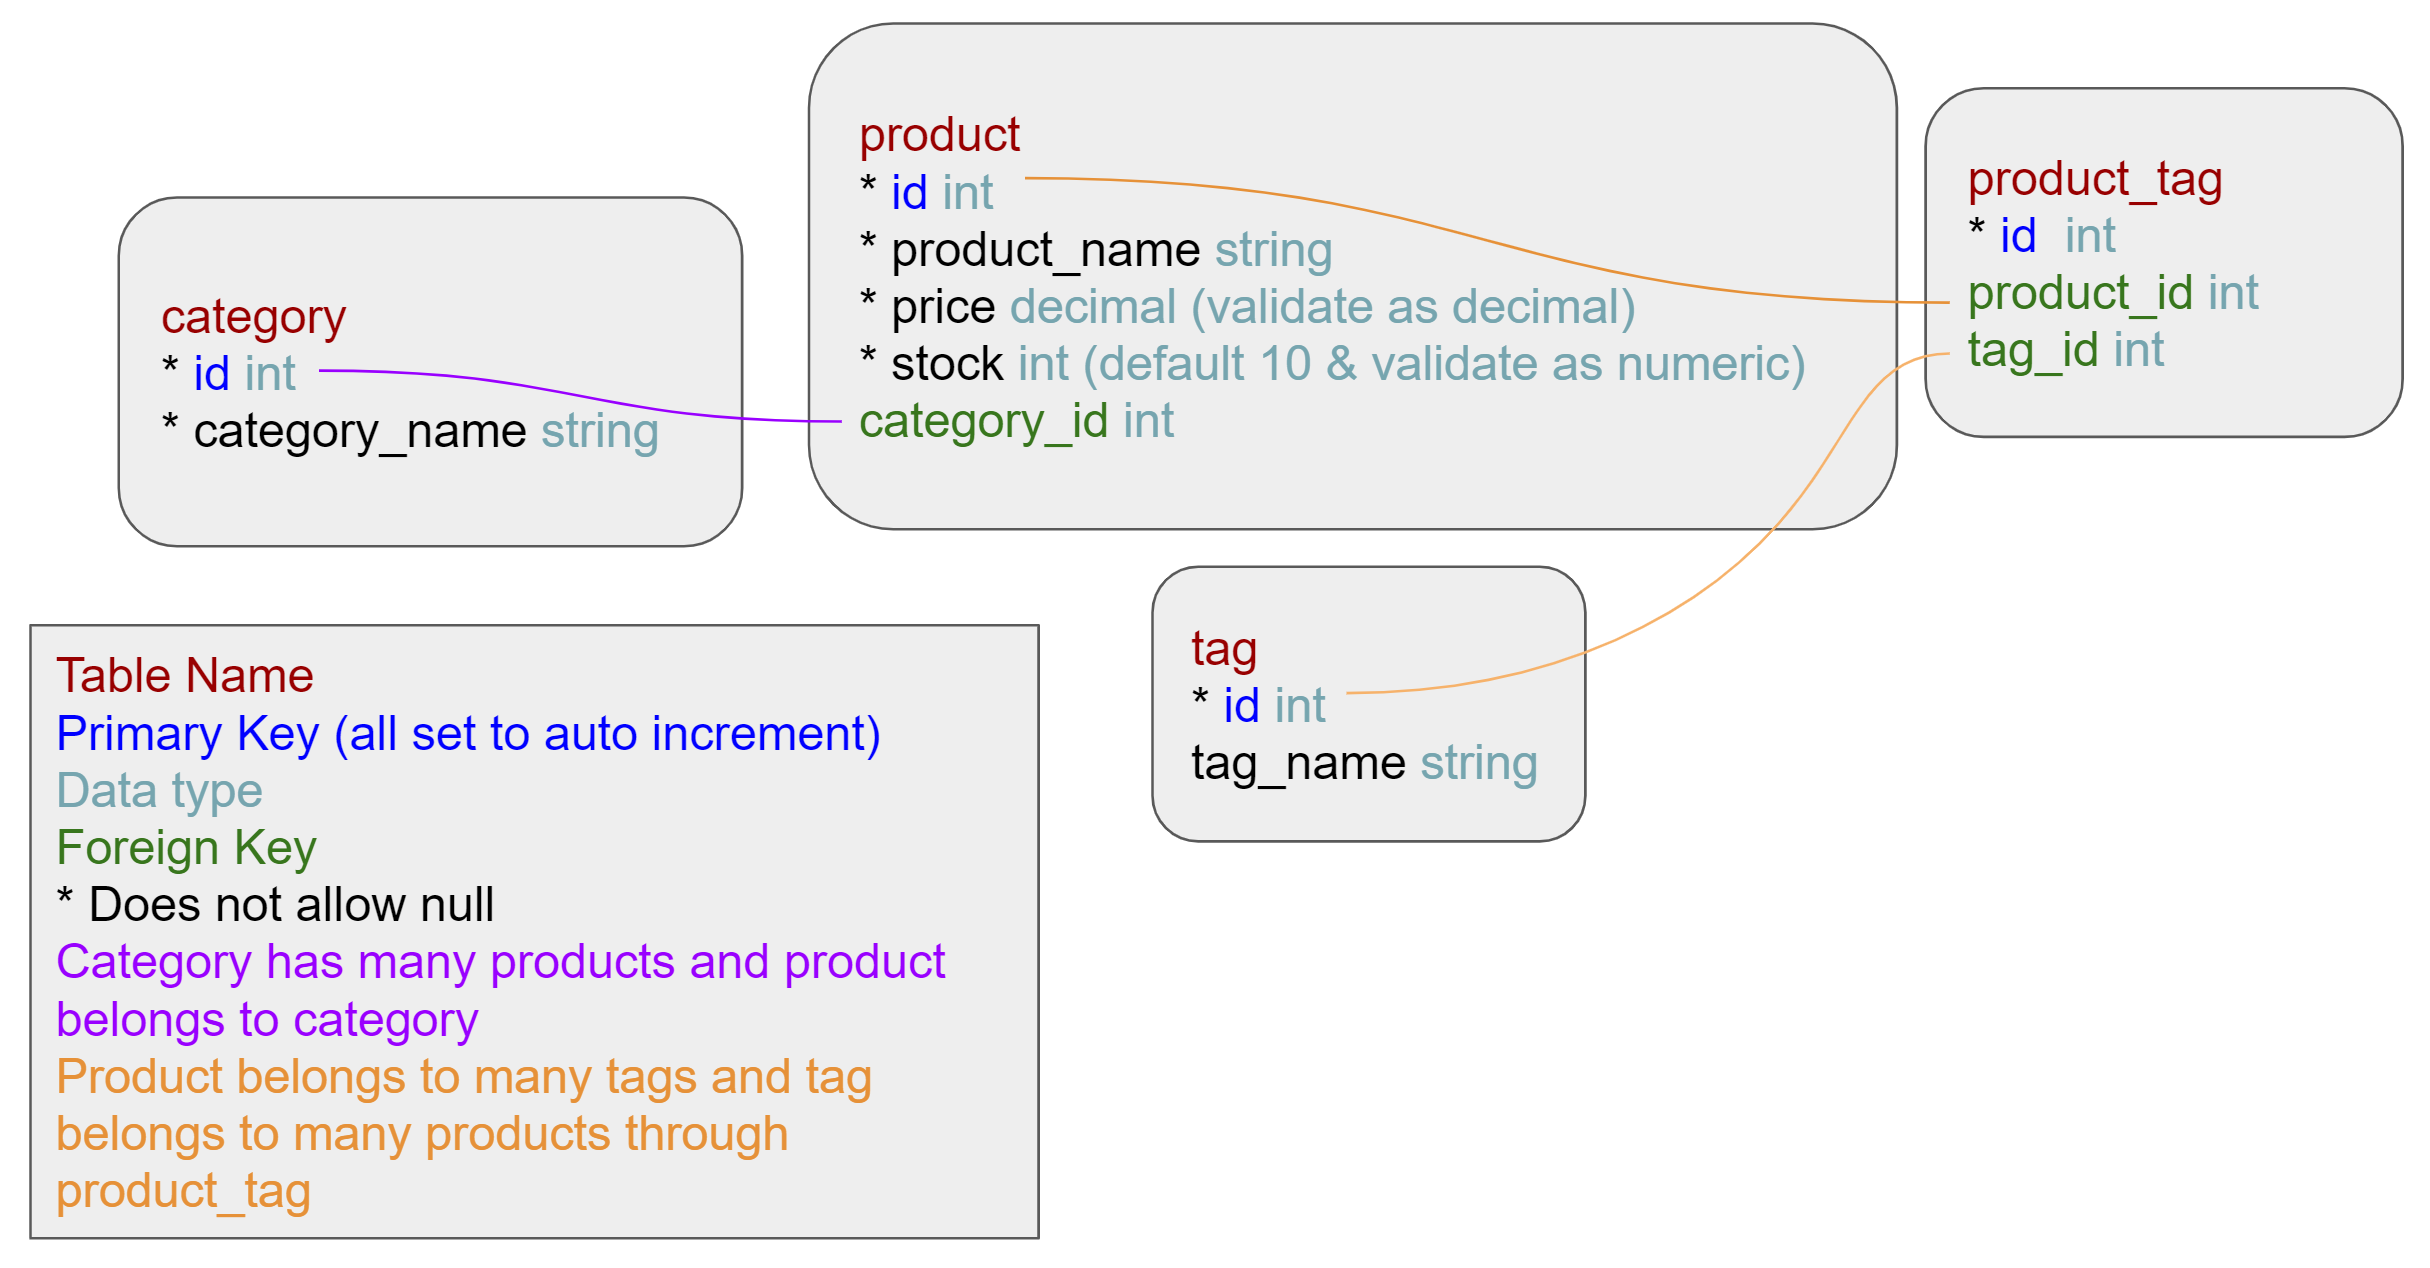 category
* id int
* category_name string
product
* id int
* product_name string
* price decimal (validate as decimal)
* stock int (default 10 & validate as numeric)
category_id int
product_tag
* id  int
product_id int
tag_id int
tag
* id int
tag_name string
Table Name
Primary Key (all set to auto increment)
Data type
Foreign Key
* Does not allow null
Category has many products and product
belongs to category
Product belongs to many tags and tag
belongs to many products through
product_tag